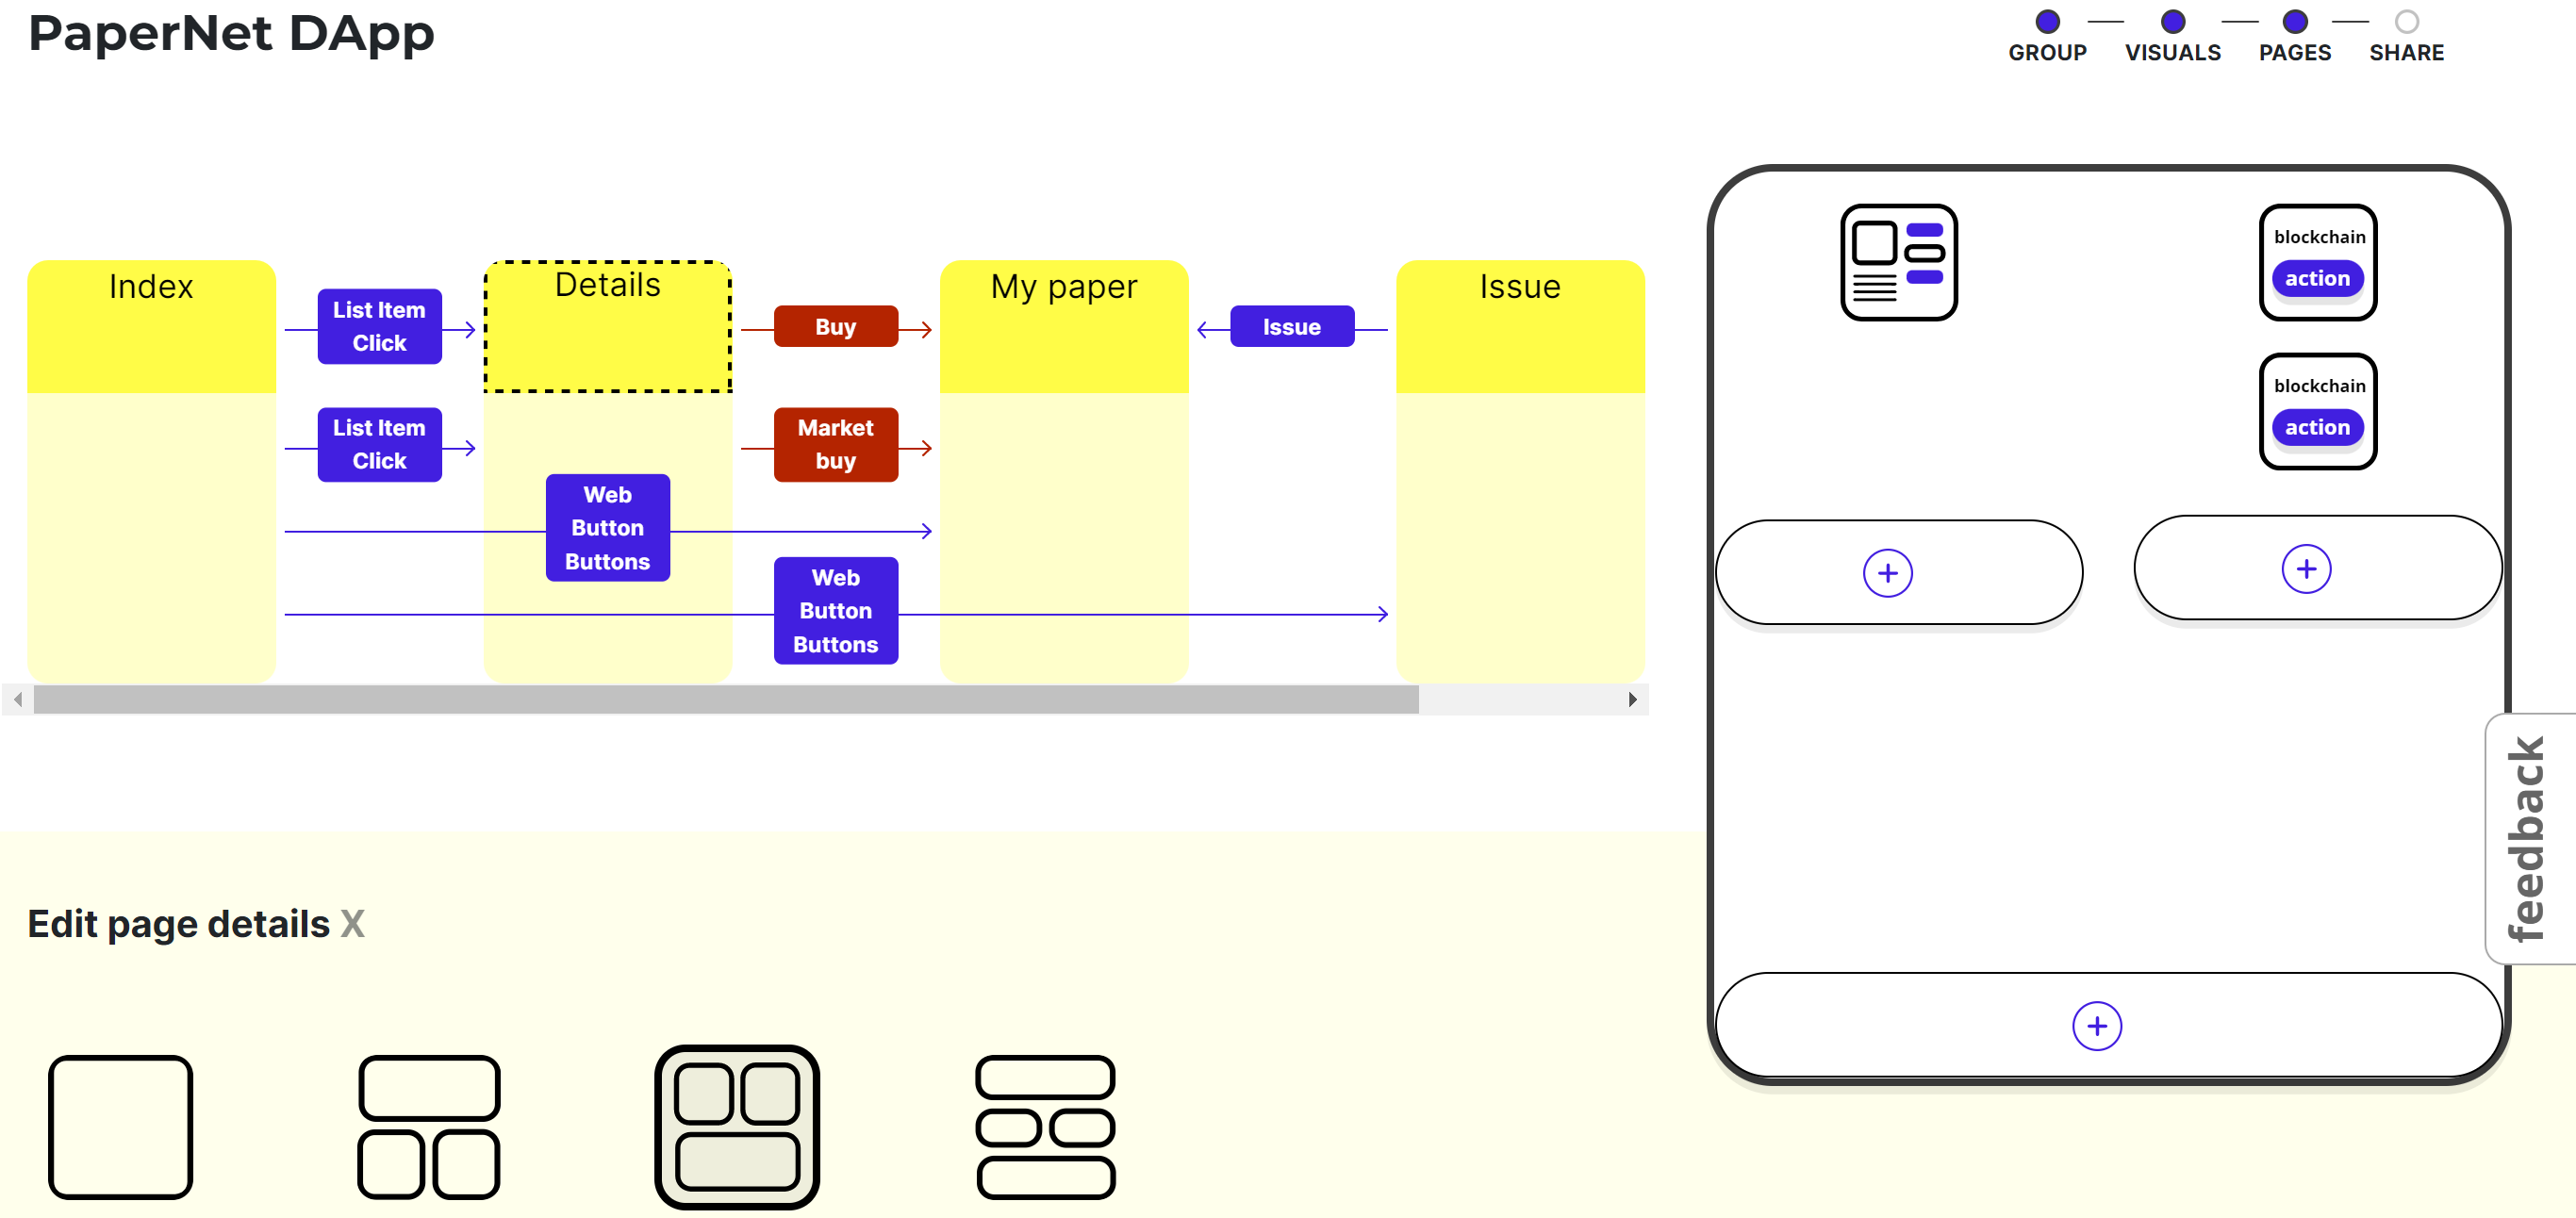 PaperNet DApp
GROUP
VISUALS
PAGES
SHARE
Index
List Item
Click
Details
Buy
My paper
Issue
Issue
List Item
Click
Market
buy
Web
Button
Buttons
Web
Button
Buttons
blockchain
action
blockchain
action
feedback
Edit page details X